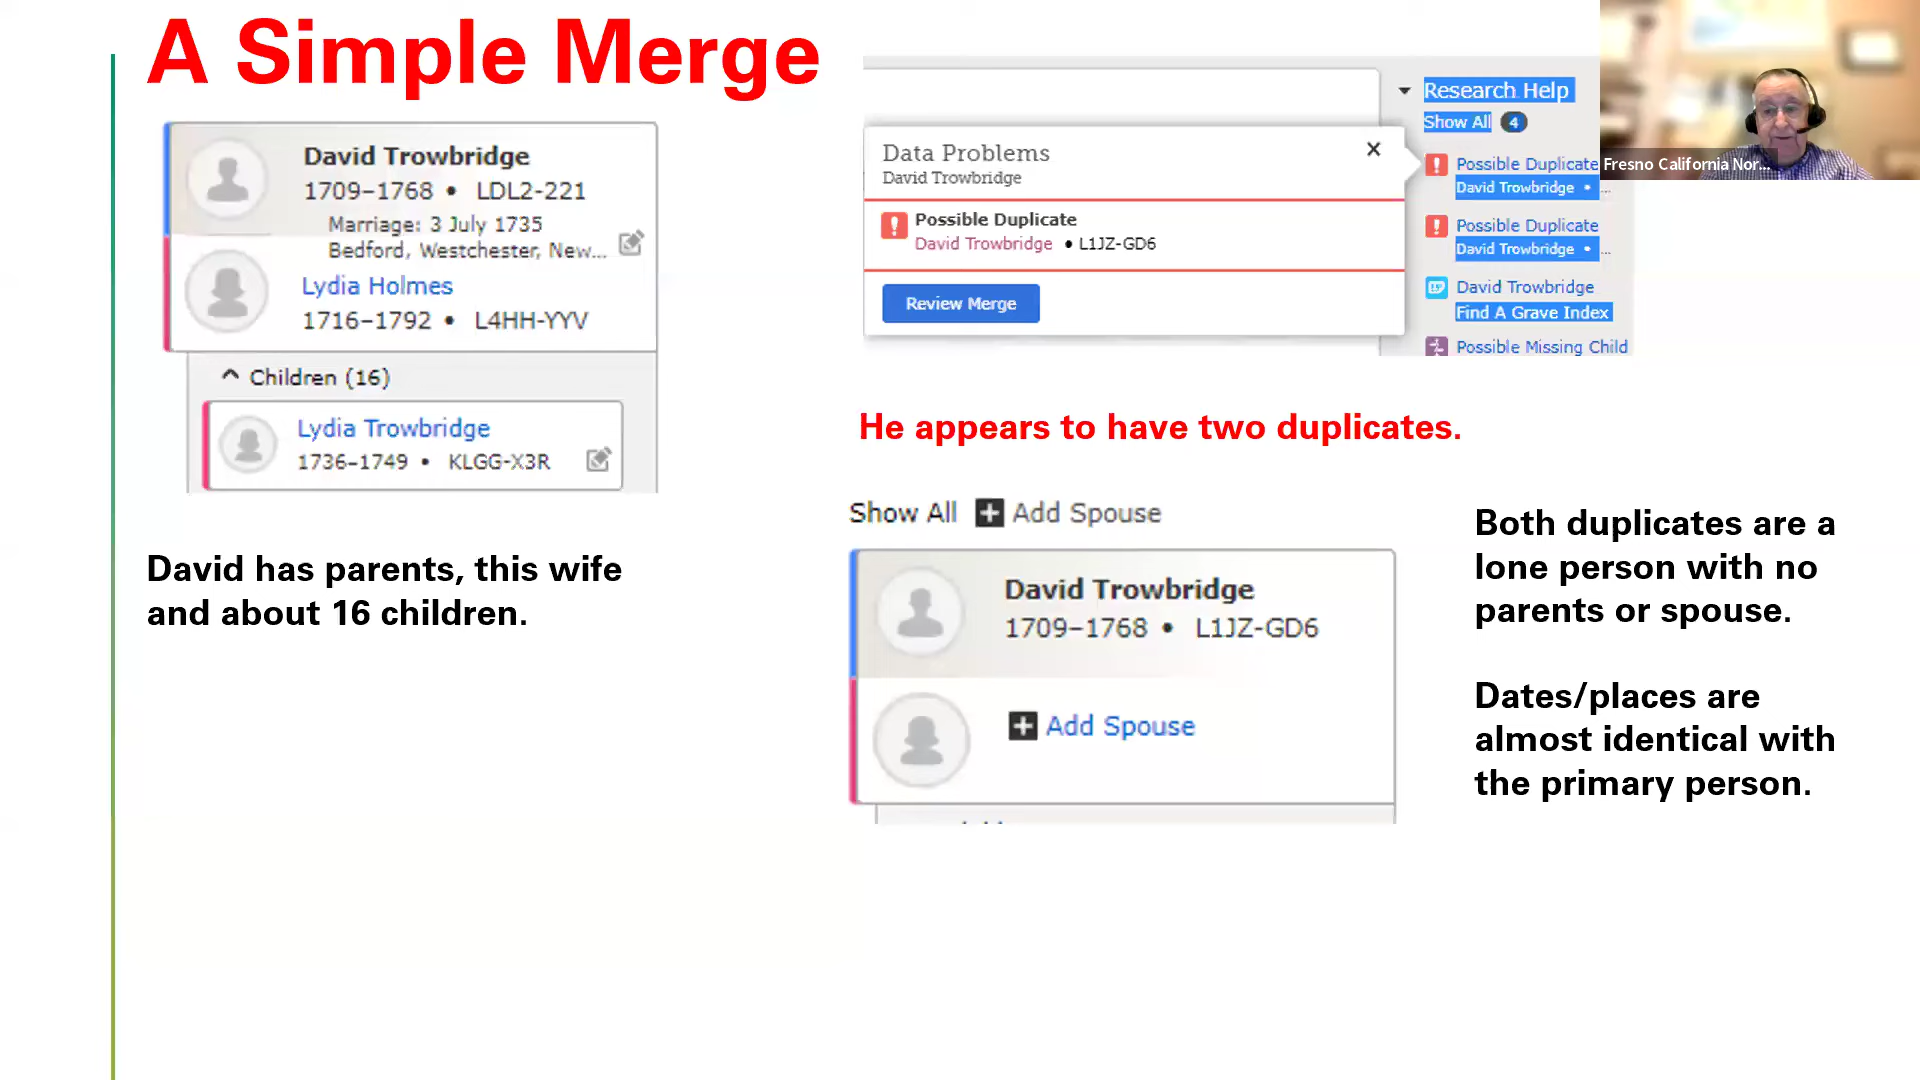 A Simple Merge
David Trowbridge
1709–1768 • LDL2-221
Marriage: 3 July 1735
Bedford, Westchester, New...
Lydia Holmes
1716–1792 • L4HH-YYV
Children (16)
Lydia Trowbridge
1736–1749 • KLGG-X3R
David has parents, this wife
and about 16 children.
Data Problems
David Trowbridge
Possible Duplicate
David Trowbridge • L1JZ-GD6
Review Merge
Research Help
Show All 4
Possible Duplicate
David Trowbridge • ...
Possible Duplicate
David Trowbridge • ...
David Trowbridge
Find A Grave Index
Possible Missing Child
Fresno California Nor...
He appears to have two duplicates.
Show All Add Spouse
David Trowbridge
1709–1768 • L1JZ-GD6
Add Spouse
Both duplicates are a
lone person with no
parents or spouse.
Dates/places are
almost identical with
the primary person.